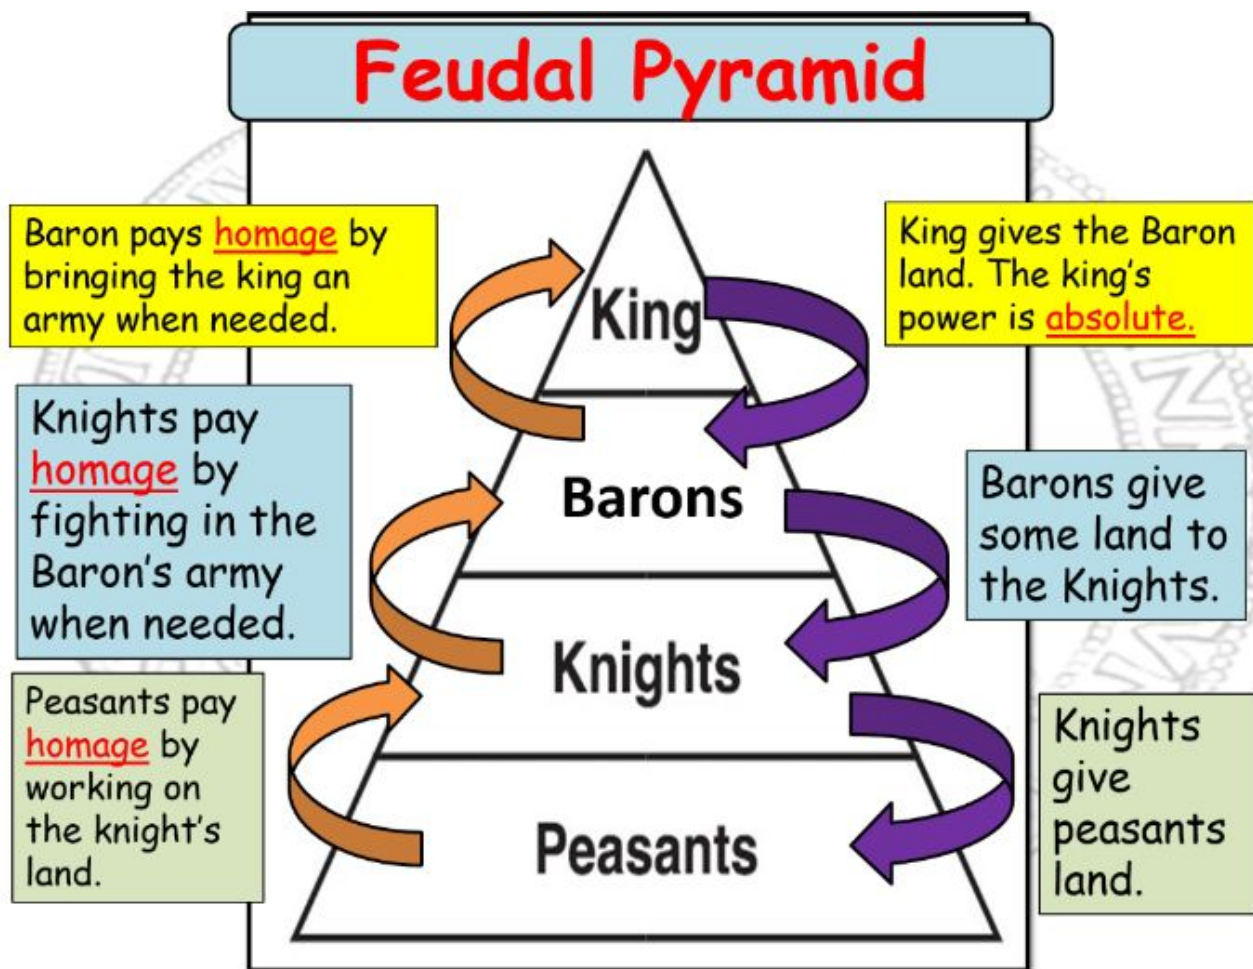 Feudal Pyramid
Baron pays homage by
bringing the king an
army when needed.
King gives the Baron
land. The king's
power is absolute.
King
Knights pay
homage by
fighting in the
Baron's army
when needed.
Barons
Barons give
some land to
the Knights.
Knights
Peasants pay
homage by
working on
the knight's
land.
Knights
give
peasants
land.
Peasants